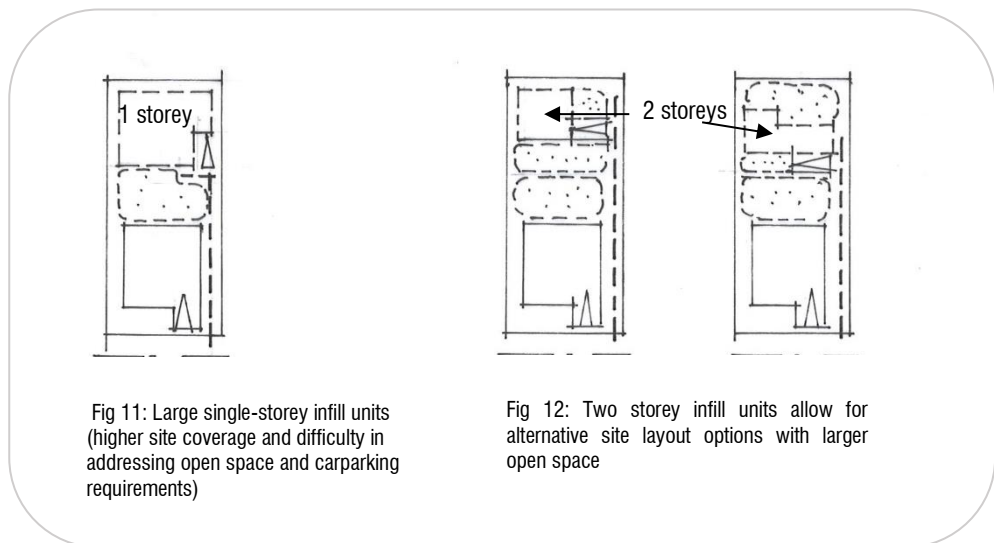 1 storey
2 storeys
Fig 11: Large single-storey infill units
(higher site coverage and difficulty in
addressing open space and carparking
requirements)
Fig 12: Two storey infill units allow for
alternative site layout options with larger
open space